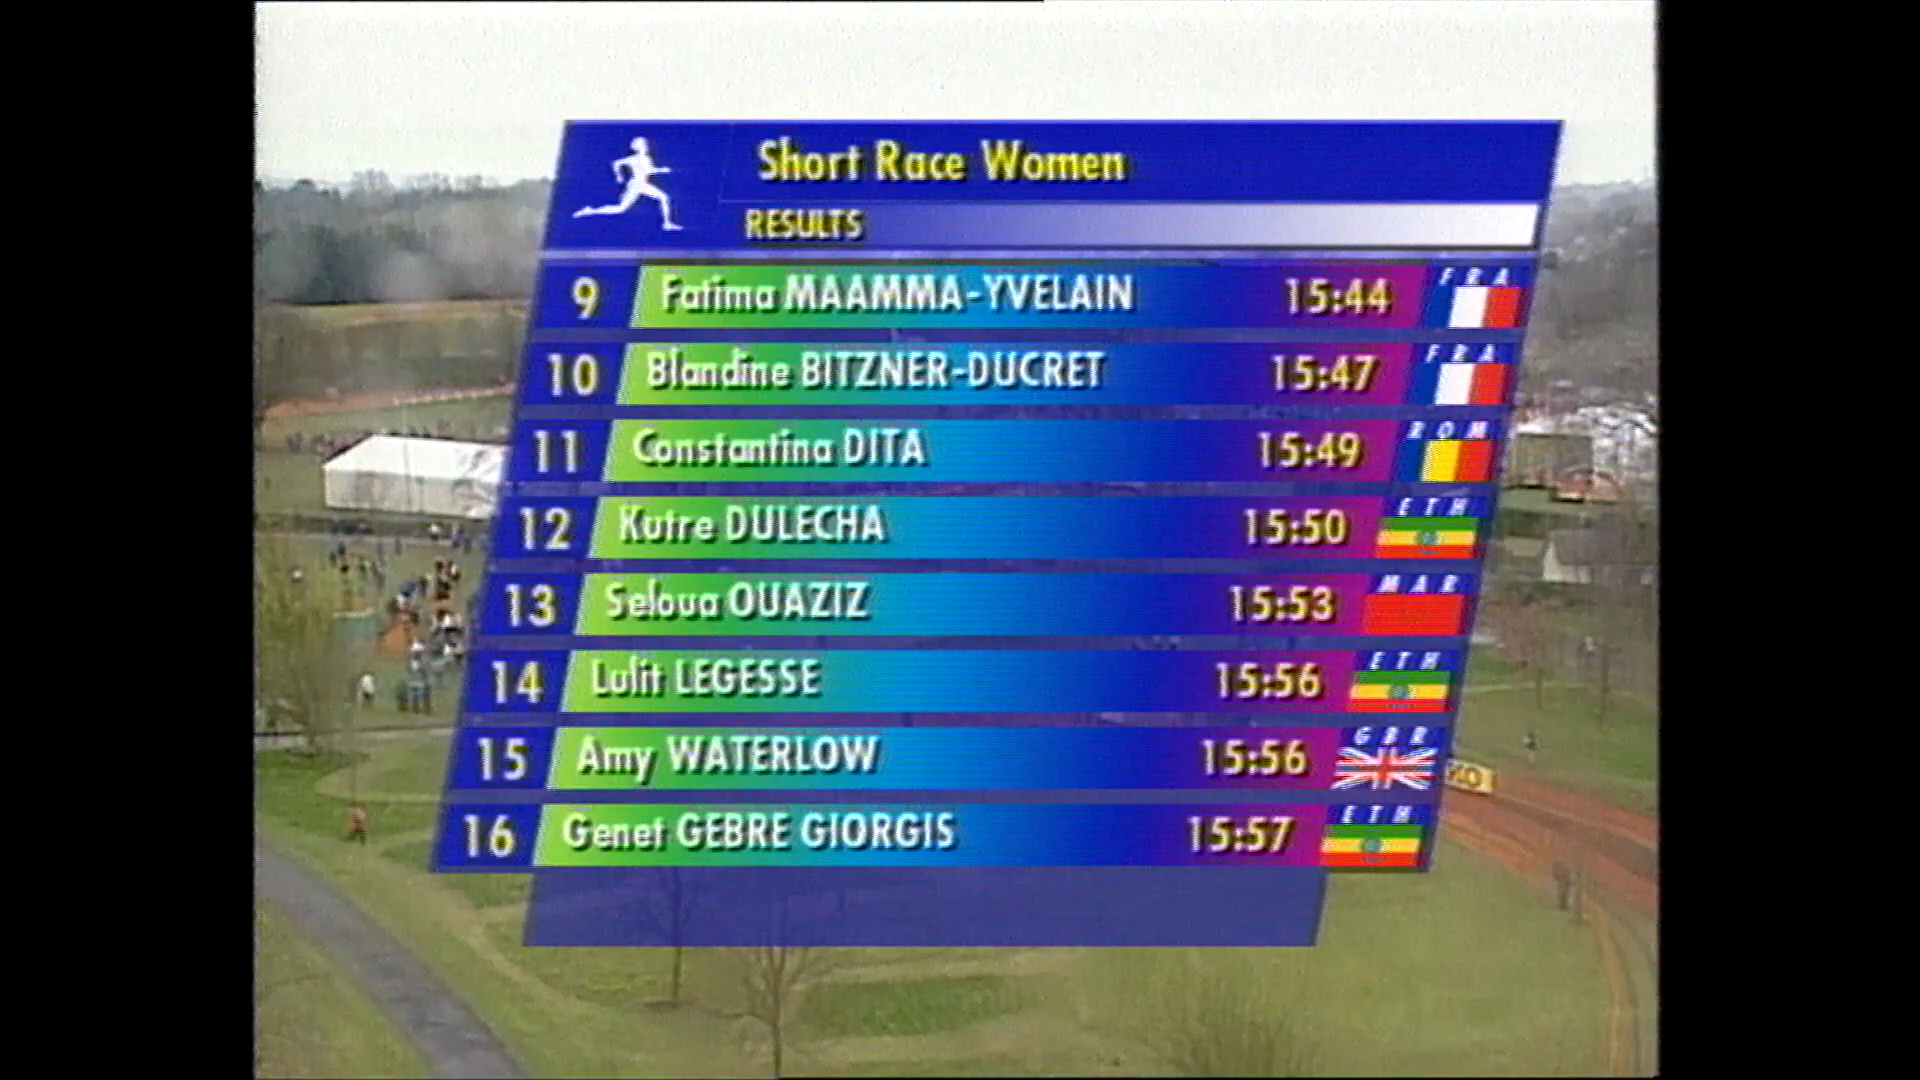 Short Race Women
RESULTS
9 Fatima MAAMMA-YVELAIN 15:44 FRA
10 Blandine BITZNER-DUCRET 15:47 FRA
11 Constantina DITA 15:49 ROM
12 Kutre DULECHA 15:50 ETH
13 Seloua OUAZIZ 15:53 MAR
14 Lulit LEGESSE 15:56 ETH
15 Amy WATERLOW 15:56 GBR
16 Genet GEBRE GIORGIS 15:57 ETH